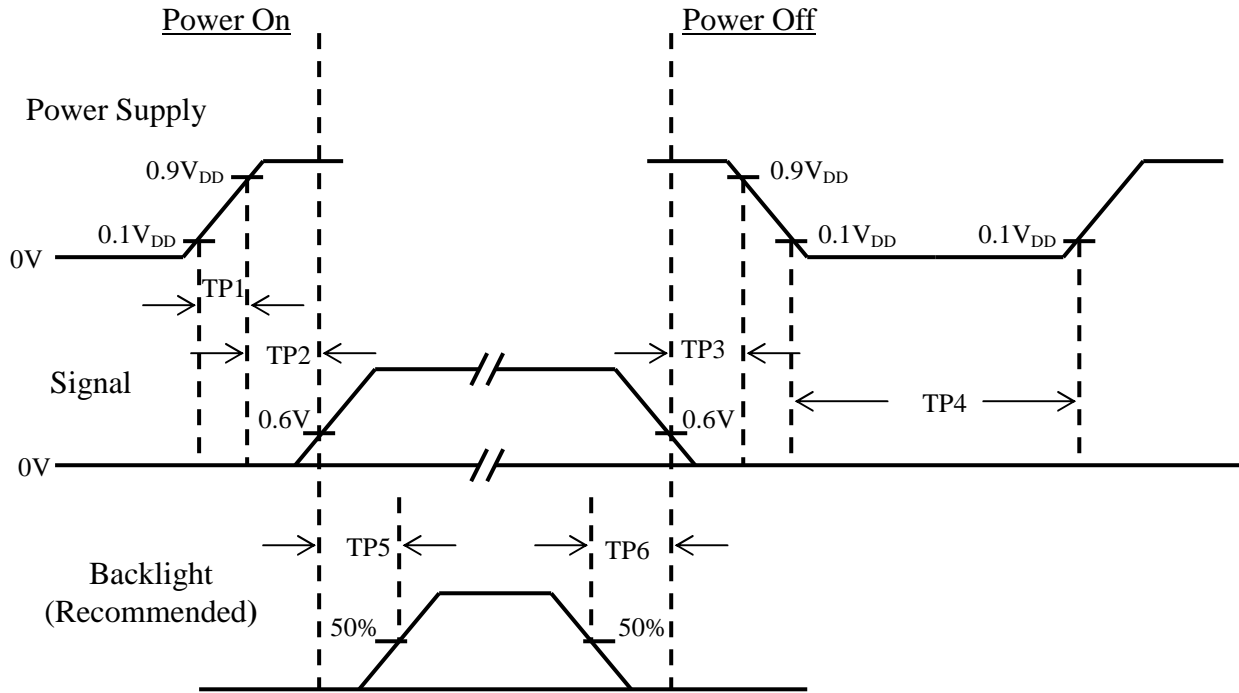 Power On
Power Off
Power Supply
0.9VDD
0.9VDD
0.1VDD
0.1VDD
0.1VDD
0V
TP1
TP2
TP3
Signal
TP4
0.6V
0.6V
0V
TP5
TP6
Backlight
(Recommended)
50%
50%